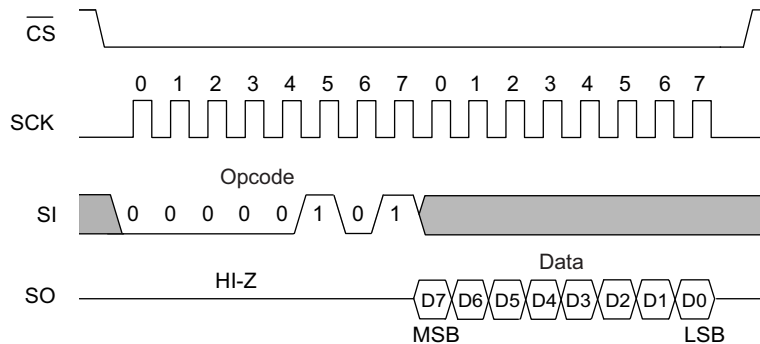 CS
0 1 2 3 4 5 6 7 0 1 2 3 4 5 6 7
SCK
Opcode
SI 0 0 0 0 0 1 0 1
Data
HI-Z
SO D7 D6 D5 D4 D3 D2 D1 D0
MSB LSB